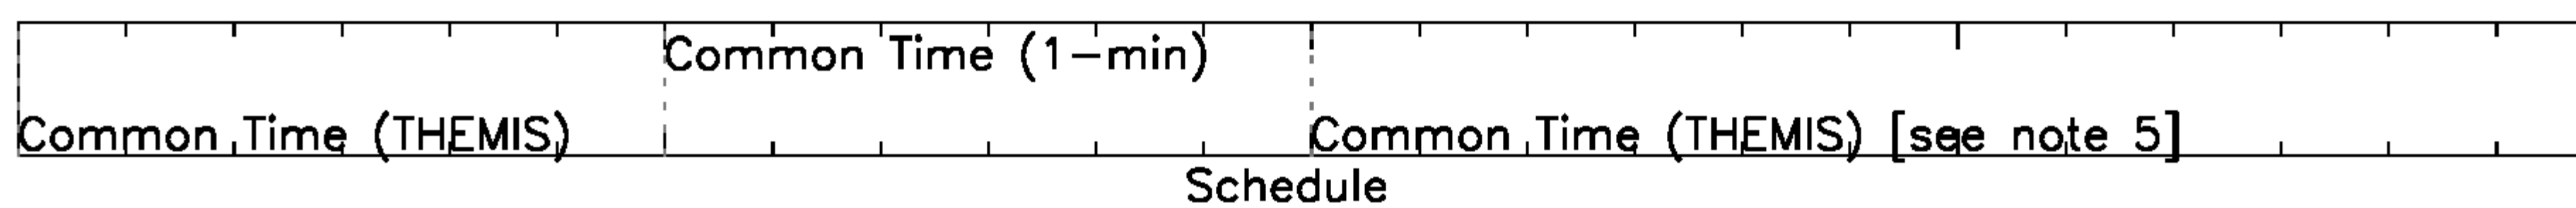 Common Time (1-min)
Common Time (THEMIS)
Common Time (THEMIS) [see note 5]
Schedule